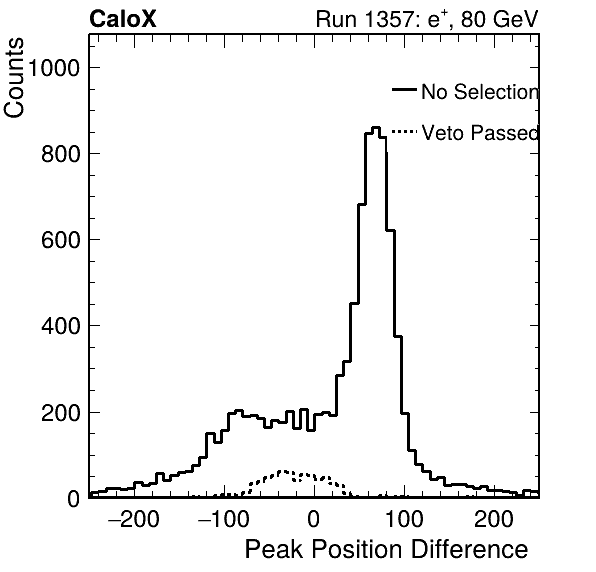 CaloX Run 1357: e⁺, 80 GeV
Counts
1000
No Selection
Veto Passed
800
600
400
200
0
−200 −100 0 100 200
Peak Position Difference